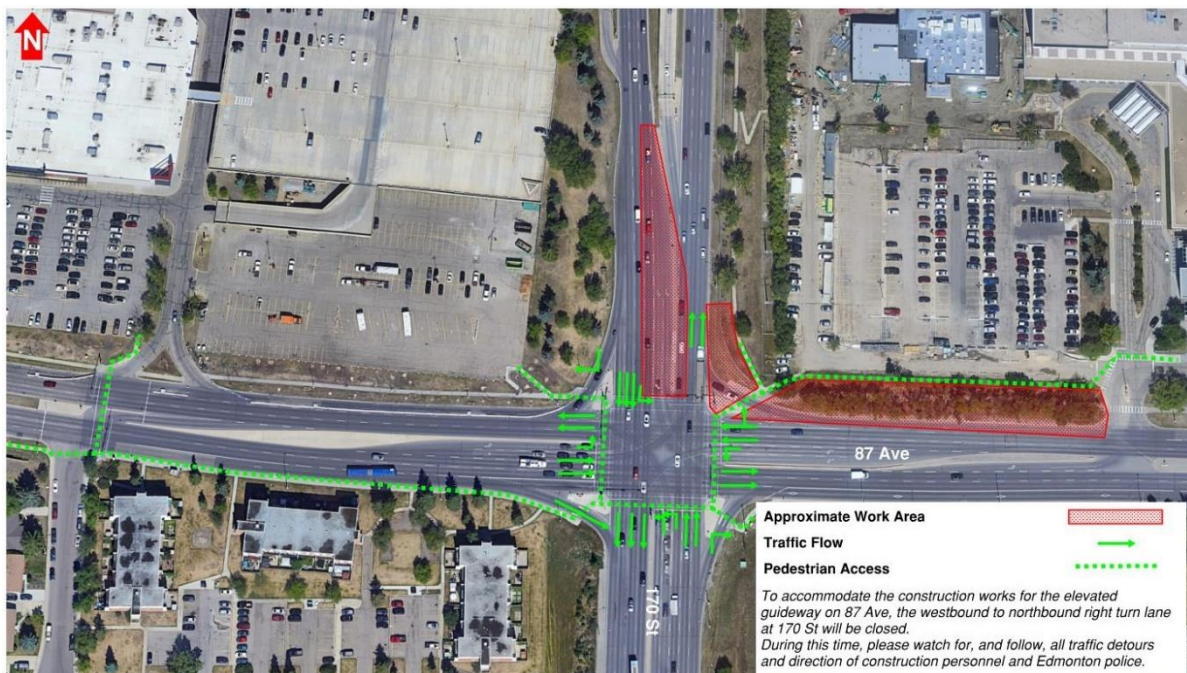 N
87 Ave
170 St
Approximate Work Area
Traffic Flow
Pedestrian Access
To accommodate the construction works for the elevated
guideway on 87 Ave, the westbound to northbound right turn lane
at 170 St will be closed.
During this time, please watch for, and follow, all traffic detours
and direction of construction personnel and Edmonton police.